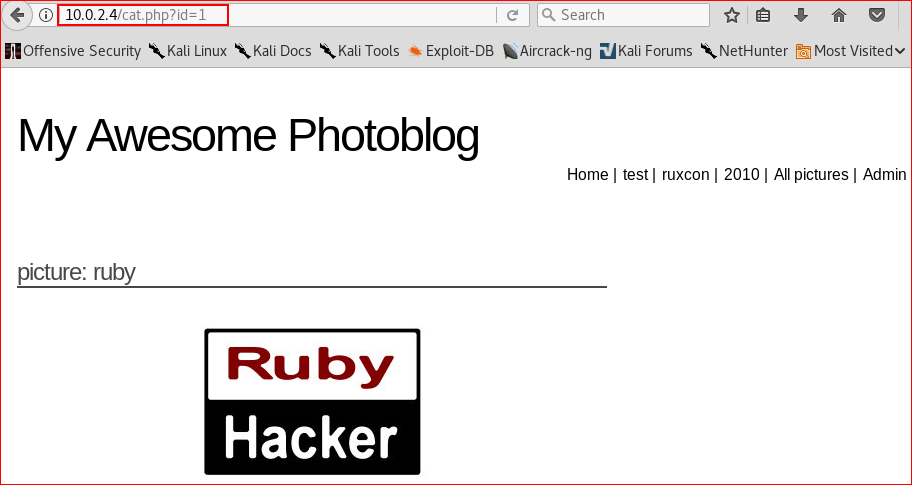 10.0.2.4/cat.php?id=1 Search
Offensive Security Kali Linux Kali Docs Kali Tools Exploit-DB Aircrack-ng Kali Forums NetHunter Most Visited
My Awesome Photoblog
Home | test | ruxcon | 2010 | All pictures | Admin
picture: ruby
Ruby
Hacker